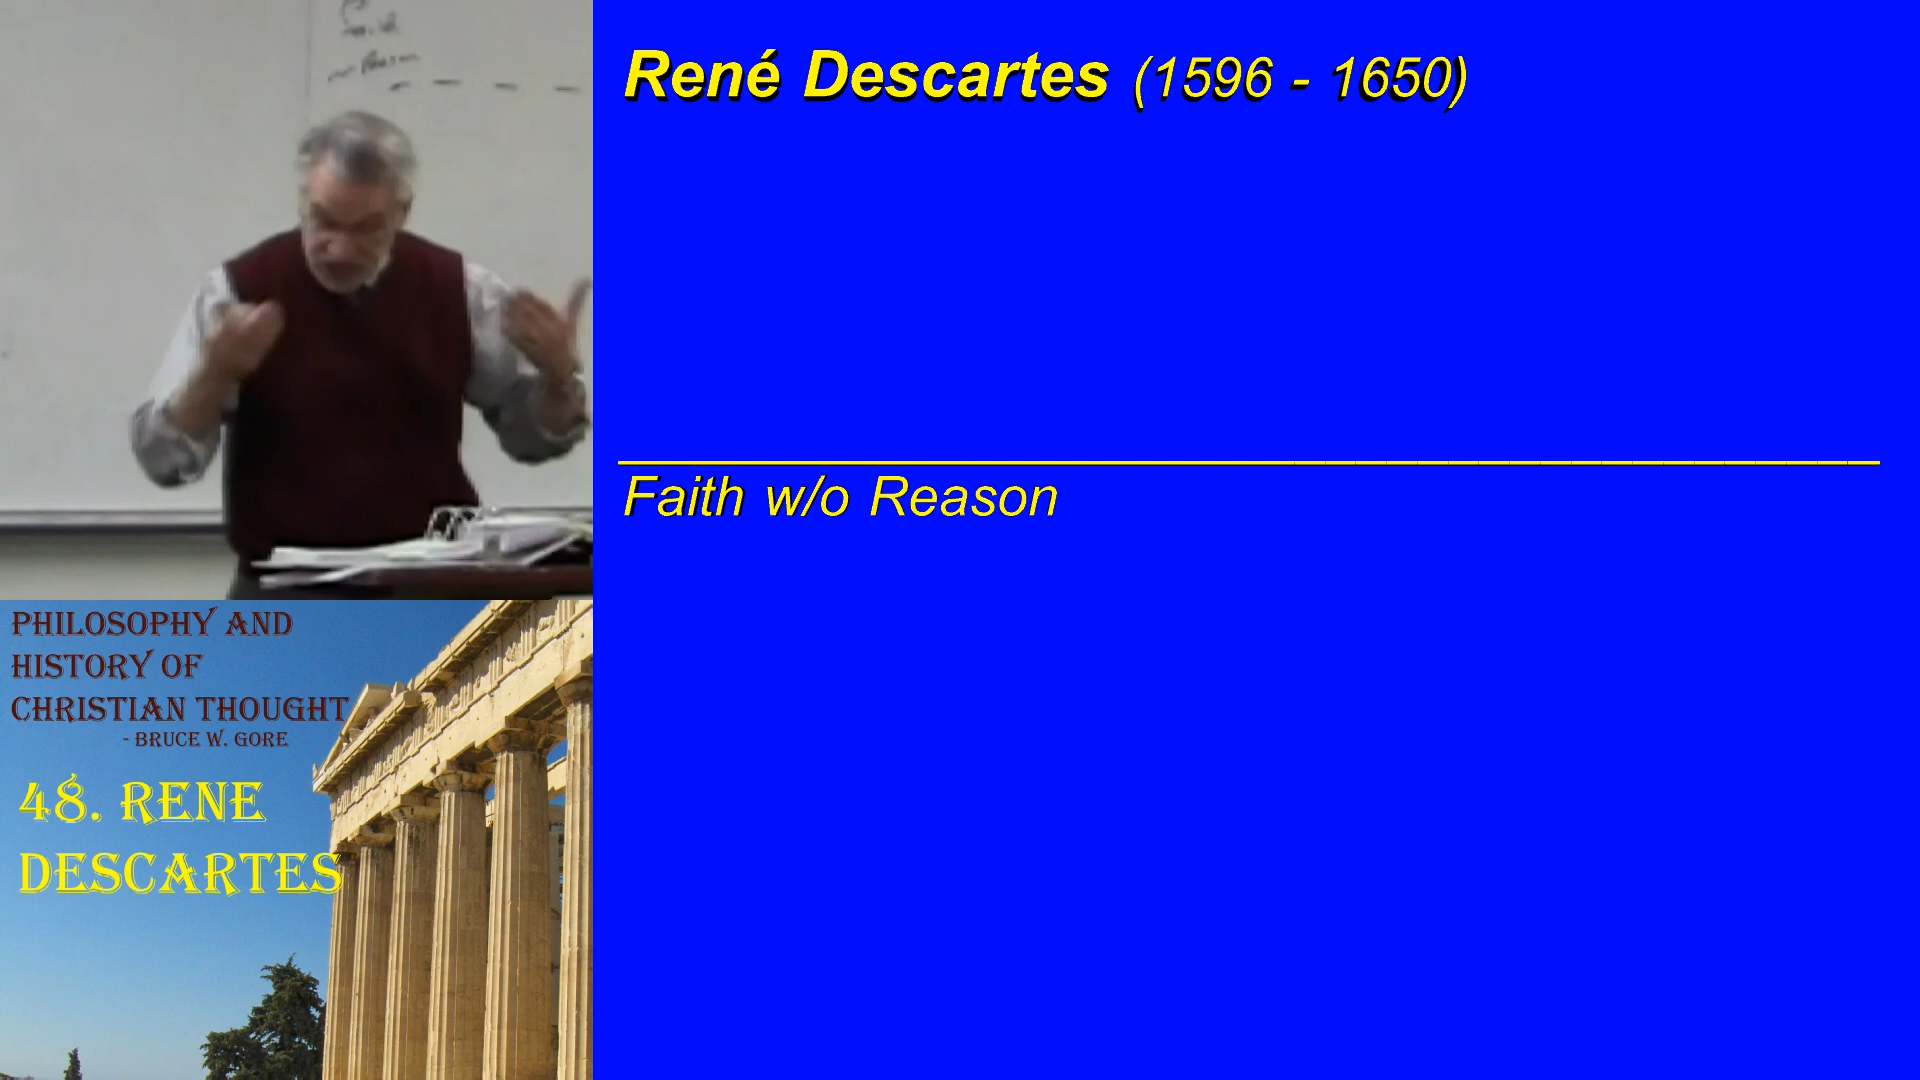 René Descartes (1596 - 1650)
Faith w/o Reason
PHILOSOPHY AND
HISTORY OF
CHRISTIAN THOUGHT
- BRUCE W. GORE
48. RENE
DESCARTES